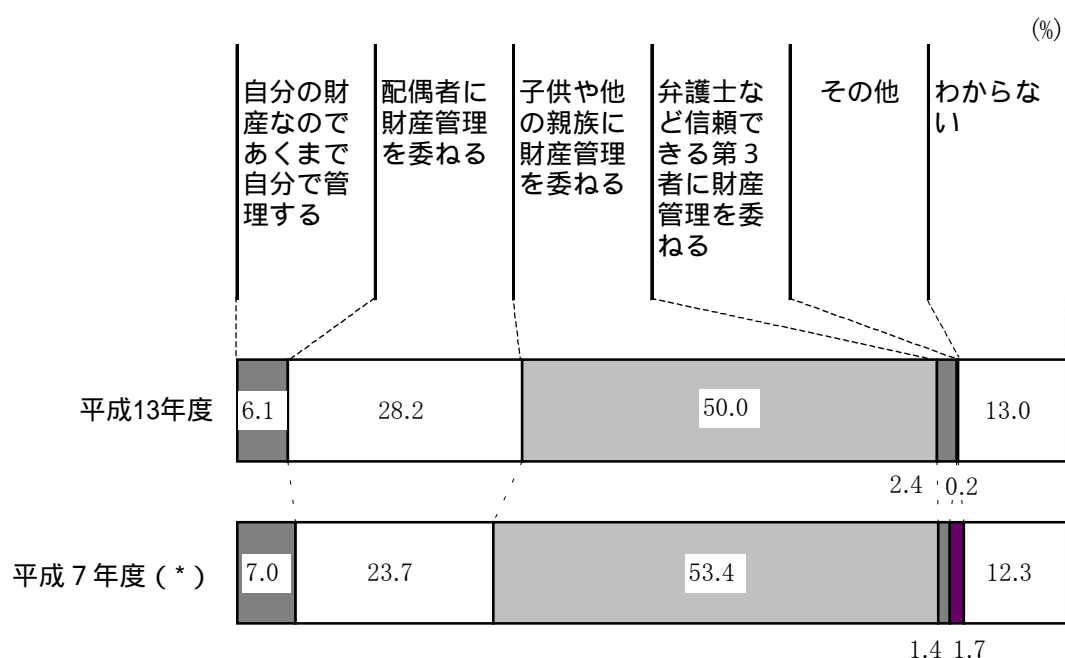 (%)
自分の財
産なので
あくまで
自分で管
理する
配偶者に
財産管理
を委ねる
子供や他
の親族に
財産管理
を委ねる
弁護士な
ど信頼で
きる第３
者に財産
管理を委
ねる
その他
わからな
い
平成13年度
6.1
28.2
50.0
13.0
2.4
0.2
平成７年度（*）
7.0
23.7
53.4
12.3
1.4
1.7